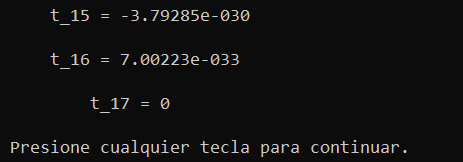 t_15 = -3.79285e-030
t_16 = 7.00223e-033
t_17 = 0
Presione cualquier tecla para continuar.